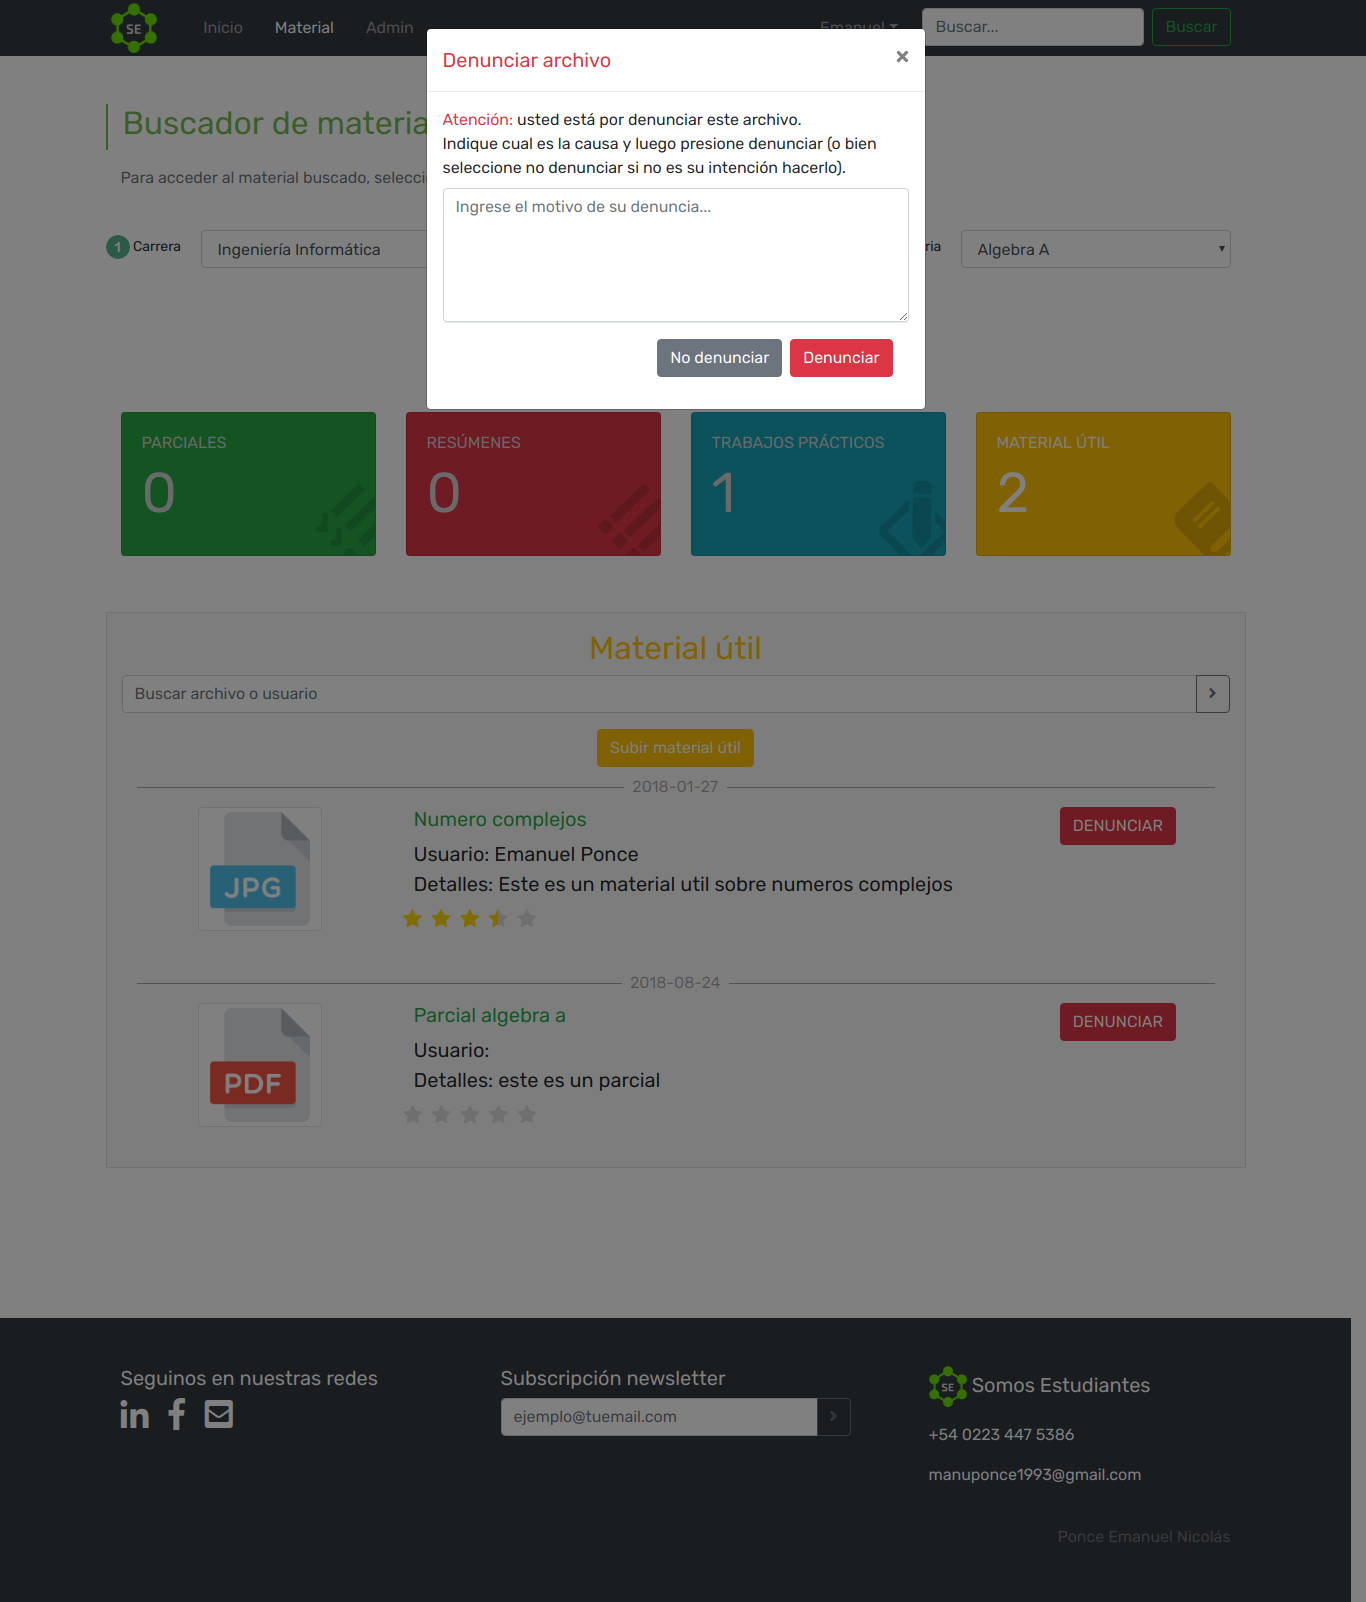 SE
Inicio
Material
Admin
Emanuel
Buscar...
Buscar
Denunciar archivo
×
Atención: usted está por denunciar este archivo.
Indique cual es la causa y luego presione denunciar (o bien
seleccione no denunciar si no es su intención hacerlo).
Ingrese el motivo de su denuncia...
No denunciar
Denunciar
Buscador de materia
Para acceder al material buscado, selecci
1 Carrera
Ingeniería Informática
ria
Algebra A
PARCIALES
0
RESÚMENES
0
TRABAJOS PRÁCTICOS
1
MATERIAL ÚTIL
2
Material útil
Buscar archivo o usuario
Subir material útil
2018-01-27
JPG
Numero complejos
DENUNCIAR
Usuario: Emanuel Ponce
Detalles: Este es un material util sobre numeros complejos
2018-08-24
PDF
Parcial algebra a
DENUNCIAR
Usuario:
Detalles: este es un parcial
Seguinos en nuestras redes
in
f
Subscripción newsletter
ejemplo@tuemail.com
SE
Somos Estudiantes
+54 0223 447 5386
manuponce1993@gmail.com
Ponce Emanuel Nicolás